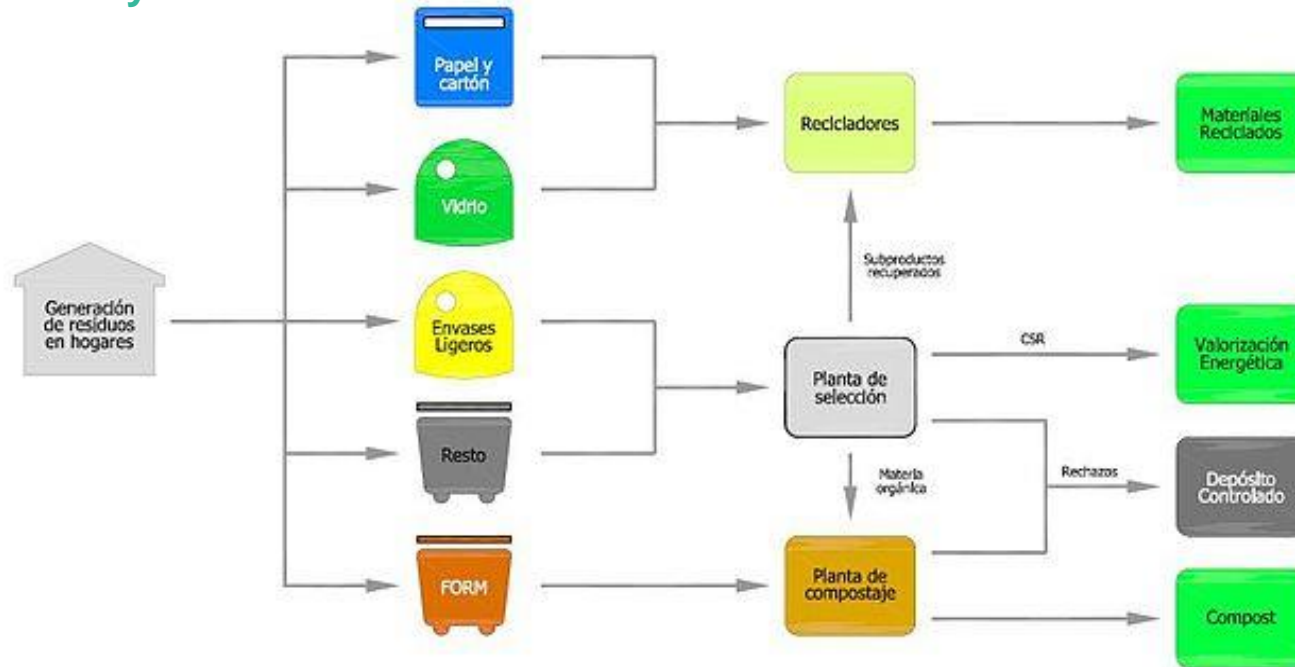 Papel y
cartón
Vidrio
Generación
de residuos
en hogares
Envases
Ligeros
Resto
FORM
Recicladores
Subproductos
recuperados
Planta de
selección
Materia
orgánica
Planta de
compostaje
CSR
Rechazos
Materiales
Reciclados
Valorización
Energética
Depósito
Controlado
Compost